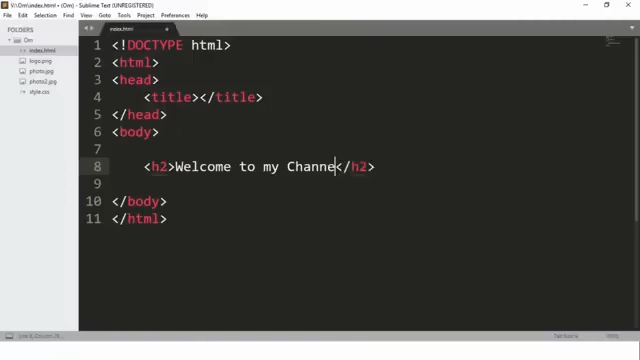 V:\Om\index.html • (Om) - Sublime Text (UNREGISTERED)
File Edit Selection Find View Goto Tools Project Preferences Help
FOLDERS
Om
index.html
logo.png
photo.jpg
photo2.jpg
style.css
index.html
1 <!DOCTYPE html>
2 <html>
3 <head>
4 <title></title>
5 </head>
6 <body>
7
8 <h2>Welcome to my Channe</h2>
9
10 </body>
11 </html>